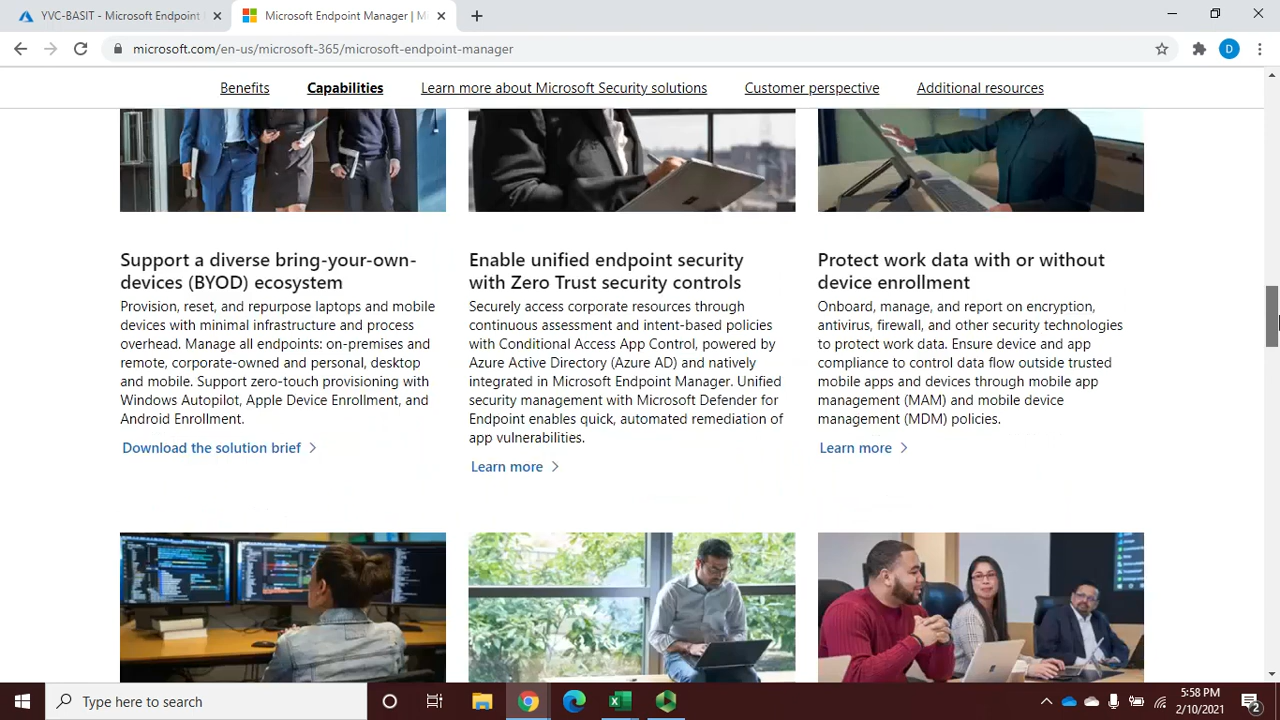 YVC-BASIT - Microsoft Endpoint
Microsoft Endpoint Manager | M
microsoft.com/en-us/microsoft-365/microsoft-endpoint-manager
D
Benefits
Capabilities
Learn more about Microsoft Security solutions
Customer perspective
Additional resources
Support a diverse bring-your-own-
devices (BYOD) ecosystem
Provision, reset, and repurpose laptops and mobile
devices with minimal infrastructure and process
overhead. Manage all endpoints: on-premises and
remote, corporate-owned and personal, desktop
and mobile. Support zero-touch provisioning with
Windows Autopilot, Apple Device Enrollment, and
Android Enrollment.
Download the solution brief
Enable unified endpoint security
with Zero Trust security controls
Securely access corporate resources through
continuous assessment and intent-based policies
with Conditional Access App Control, powered by
Azure Active Directory (Azure AD) and natively
integrated in Microsoft Endpoint Manager. Unified
security management with Microsoft Defender for
Endpoint enables quick, automated remediation of
app vulnerabilities.
Learn more
Protect work data with or without
device enrollment
Onboard, manage, and report on encryption,
antivirus, firewall, and other security technologies
to protect work data. Ensure device and app
compliance to control data flow outside trusted
mobile apps and devices through mobile app
management (MAM) and mobile device
management (MDM) policies.
Learn more
Type here to search
5:58 PM
2/10/2021
2